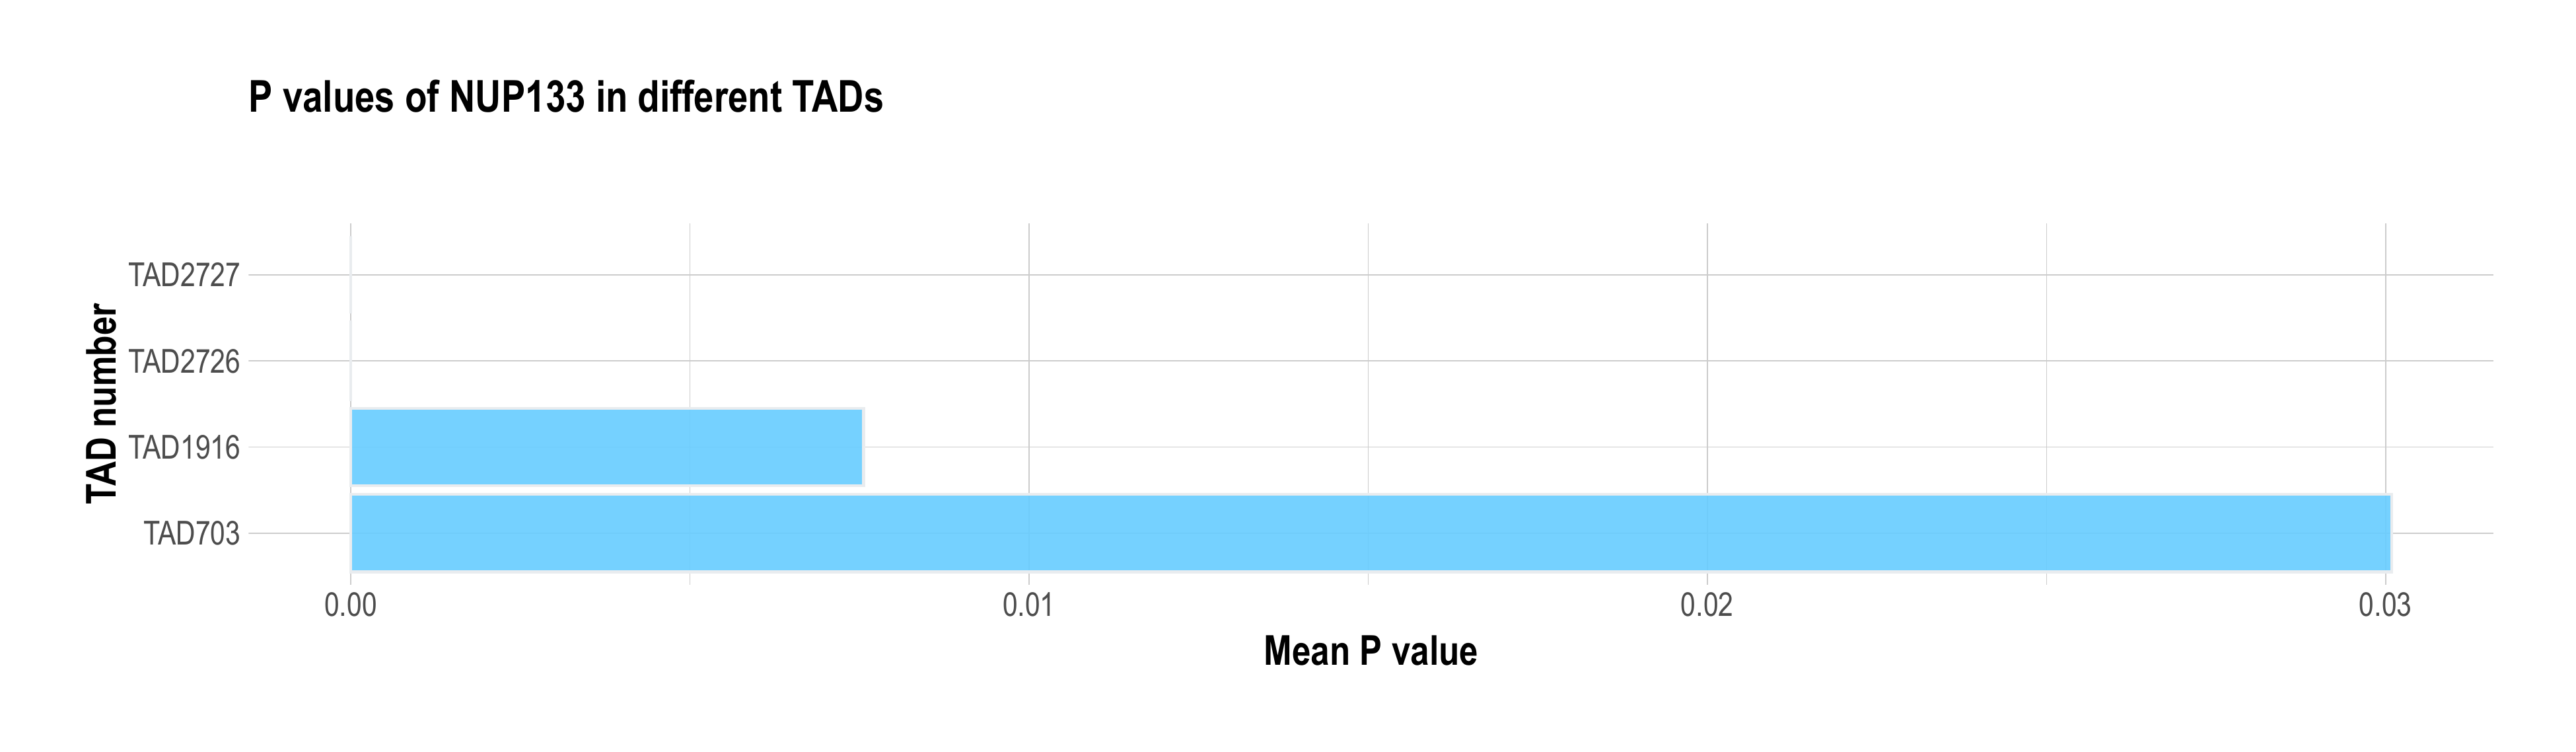 P values of NUP133 in different TADs
TAD number
TAD2727
TAD2726
TAD1916
TAD703
0.00 0.01 0.02 0.03
Mean P value